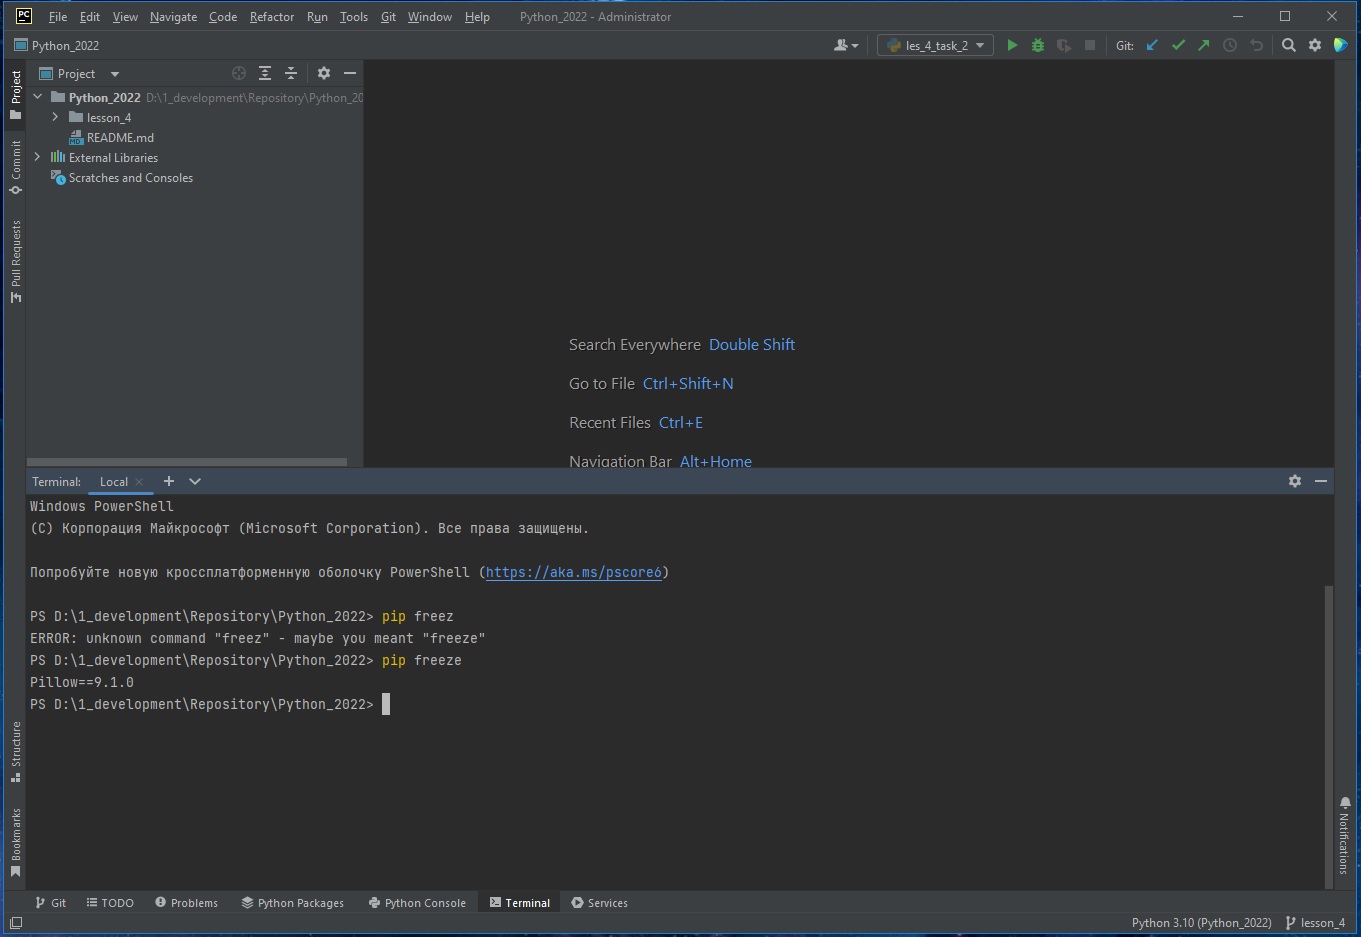 PC File Edit View Navigate Code Refactor Run Tools Git Window Help Python_2022 - Administrator
Python_2022 les_4_task_2 Git:
Project
Project
Python_2022 D:\1_development\Repository\Python_20
lesson_4
README.md
External Libraries
Scratches and Consoles
Commit
Pull Requests
Search Everywhere Double Shift
Go to File Ctrl+Shift+N
Recent Files Ctrl+E
Navigation Bar Alt+Home
Terminal: Local
Windows PowerShell
(C) Корпорация Майкрософт (Microsoft Corporation). Все права защищены.
Попробуйте новую кроссплатформенную оболочку PowerShell (https://aka.ms/pscore6)
PS D:\1_development\Repository\Python_2022> pip freez
ERROR: unknown command "freez" - maybe you meant "freeze"
PS D:\1_development\Repository\Python_2022> pip freeze
Pillow==9.1.0
PS D:\1_development\Repository\Python_2022>
Structure
Bookmarks
Notifications
Git TODO Problems Python Packages Python Console Terminal Services
Python 3.10 (Python_2022) lesson_4